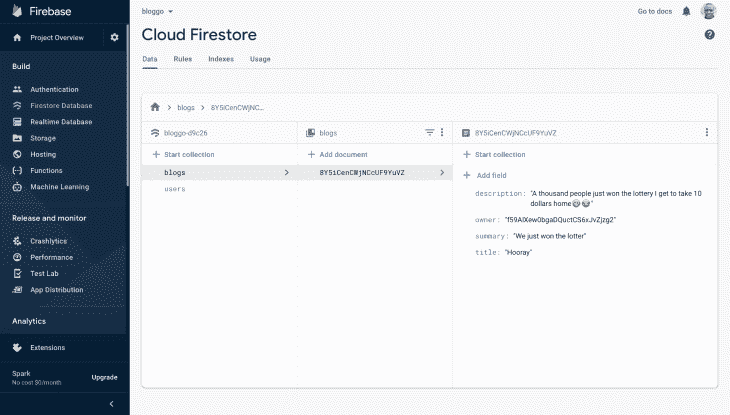 Firebase
Project Overview
Build
Authentication
Firestore Database
Realtime Database
Storage
Hosting
Functions
Machine Learning
Release and monitor
Crashlytics
Performance
Test Lab
App Distribution
Analytics
Extensions
Spark
No cost $0/month
Upgrade
bloggo
Go to docs
Cloud Firestore
Data Rules Indexes Usage
blogs
8Y5iCenCWjNC...
bloggo-d9c26
Start collection
blogs
users
blogs
Add document
8Y5iCenCWjNCcUF9YuVZ
8Y5iCenCWjNCcUF9YuVZ
Start collection
Add field
description: "A thousand people just won the lottery I get to take 10
dollars home😂😂"
owner:
summary: "We just won the lotter"
title: "Hooray"